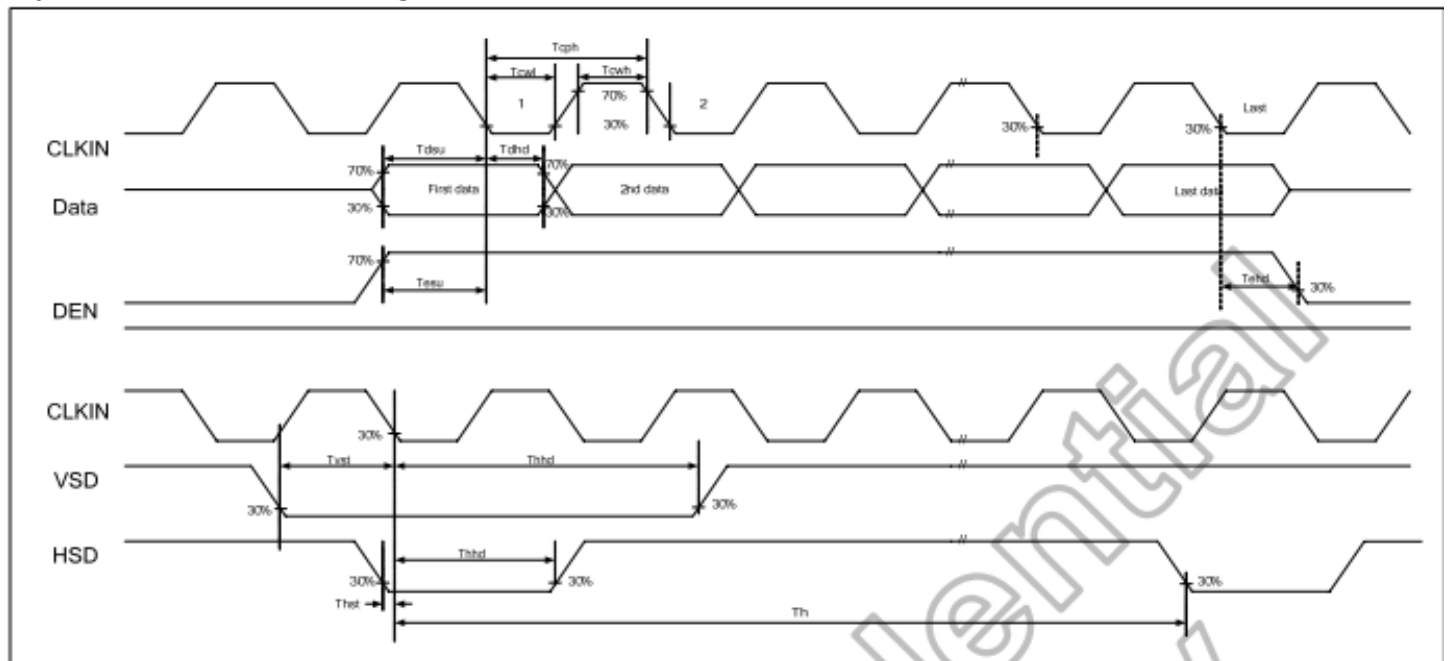 Tcph
Tcwl
Tcwh
1
70%
2
Last
30%
30%
30%
CLKIN
Tdsu
Tdhd
70%
70%
First data
2nd data
Last data
Data
30%
30%
70%
Tesu
Tehd
30%
DEN
CLKIN
30%
Tvst
Thhd
VSD
30%
30%
HSD
Thhd
30%
30%
30%
Thst
Th